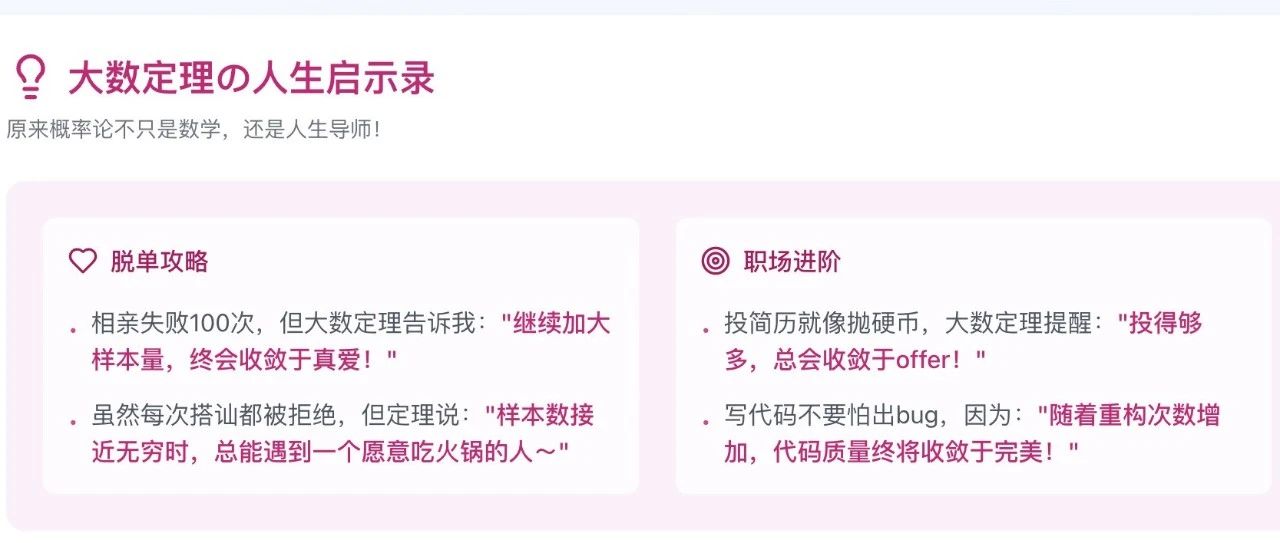 大数定理の人生启示录
原来概率论不只是数学，还是人生导师！
脱单攻略
· 相亲失败100次，但大数定理告诉我："继续加大
样本量，终会收敛于真爱！"
· 虽然每次搭讪都被拒绝，但定理说："样本数接
近无穷时，总能遇到一个愿意吃火锅的人～"
职场进阶
· 投简历就像抛硬币，大数定理提醒："投得够
多，总会收敛于offer！"
· 写代码不要怕出bug，因为："随着重构次数增
加，代码质量终将收敛于完美！"